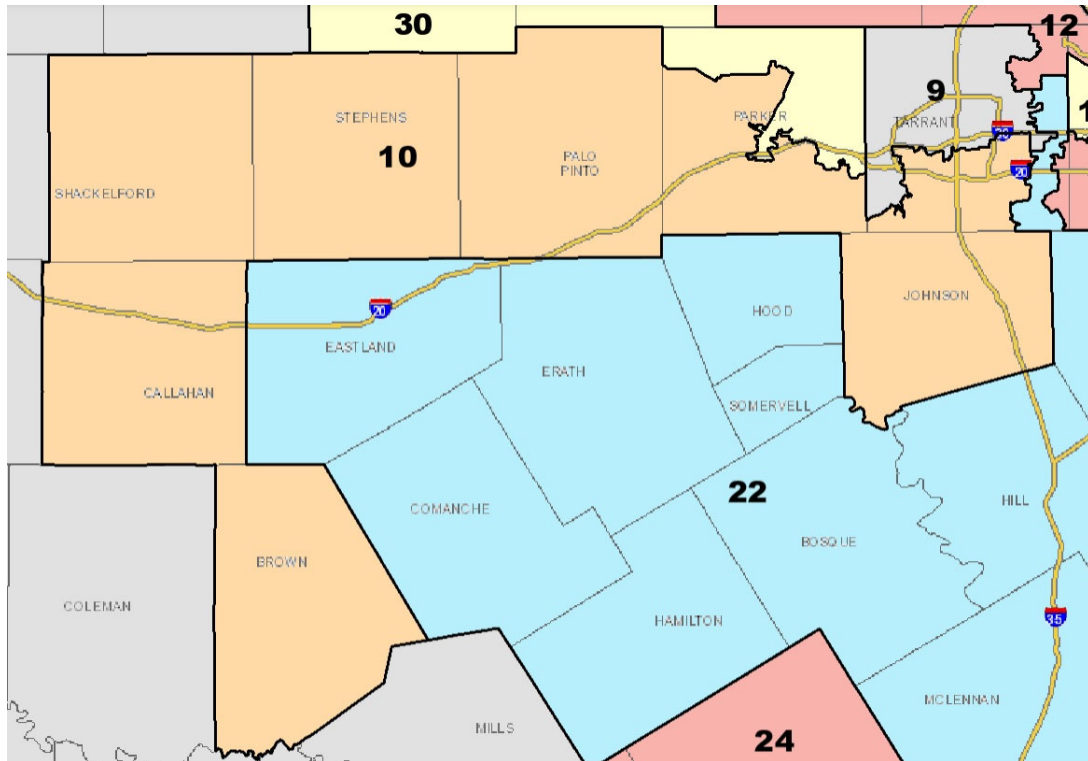 30
12
9
1
STEPHENS
PARKER
TARRANT
20
10
PALO
PINTO
20
SHACKELFORD
JOHNSON
20
HOOD
EASTLAND
ERATH
CALLAHAN
SOMERVELL
22
HILL
COMANCHE
BOSQUE
BROWN
COLEMAN
HAMILTON
35
MCLENNAN
MILLS
24